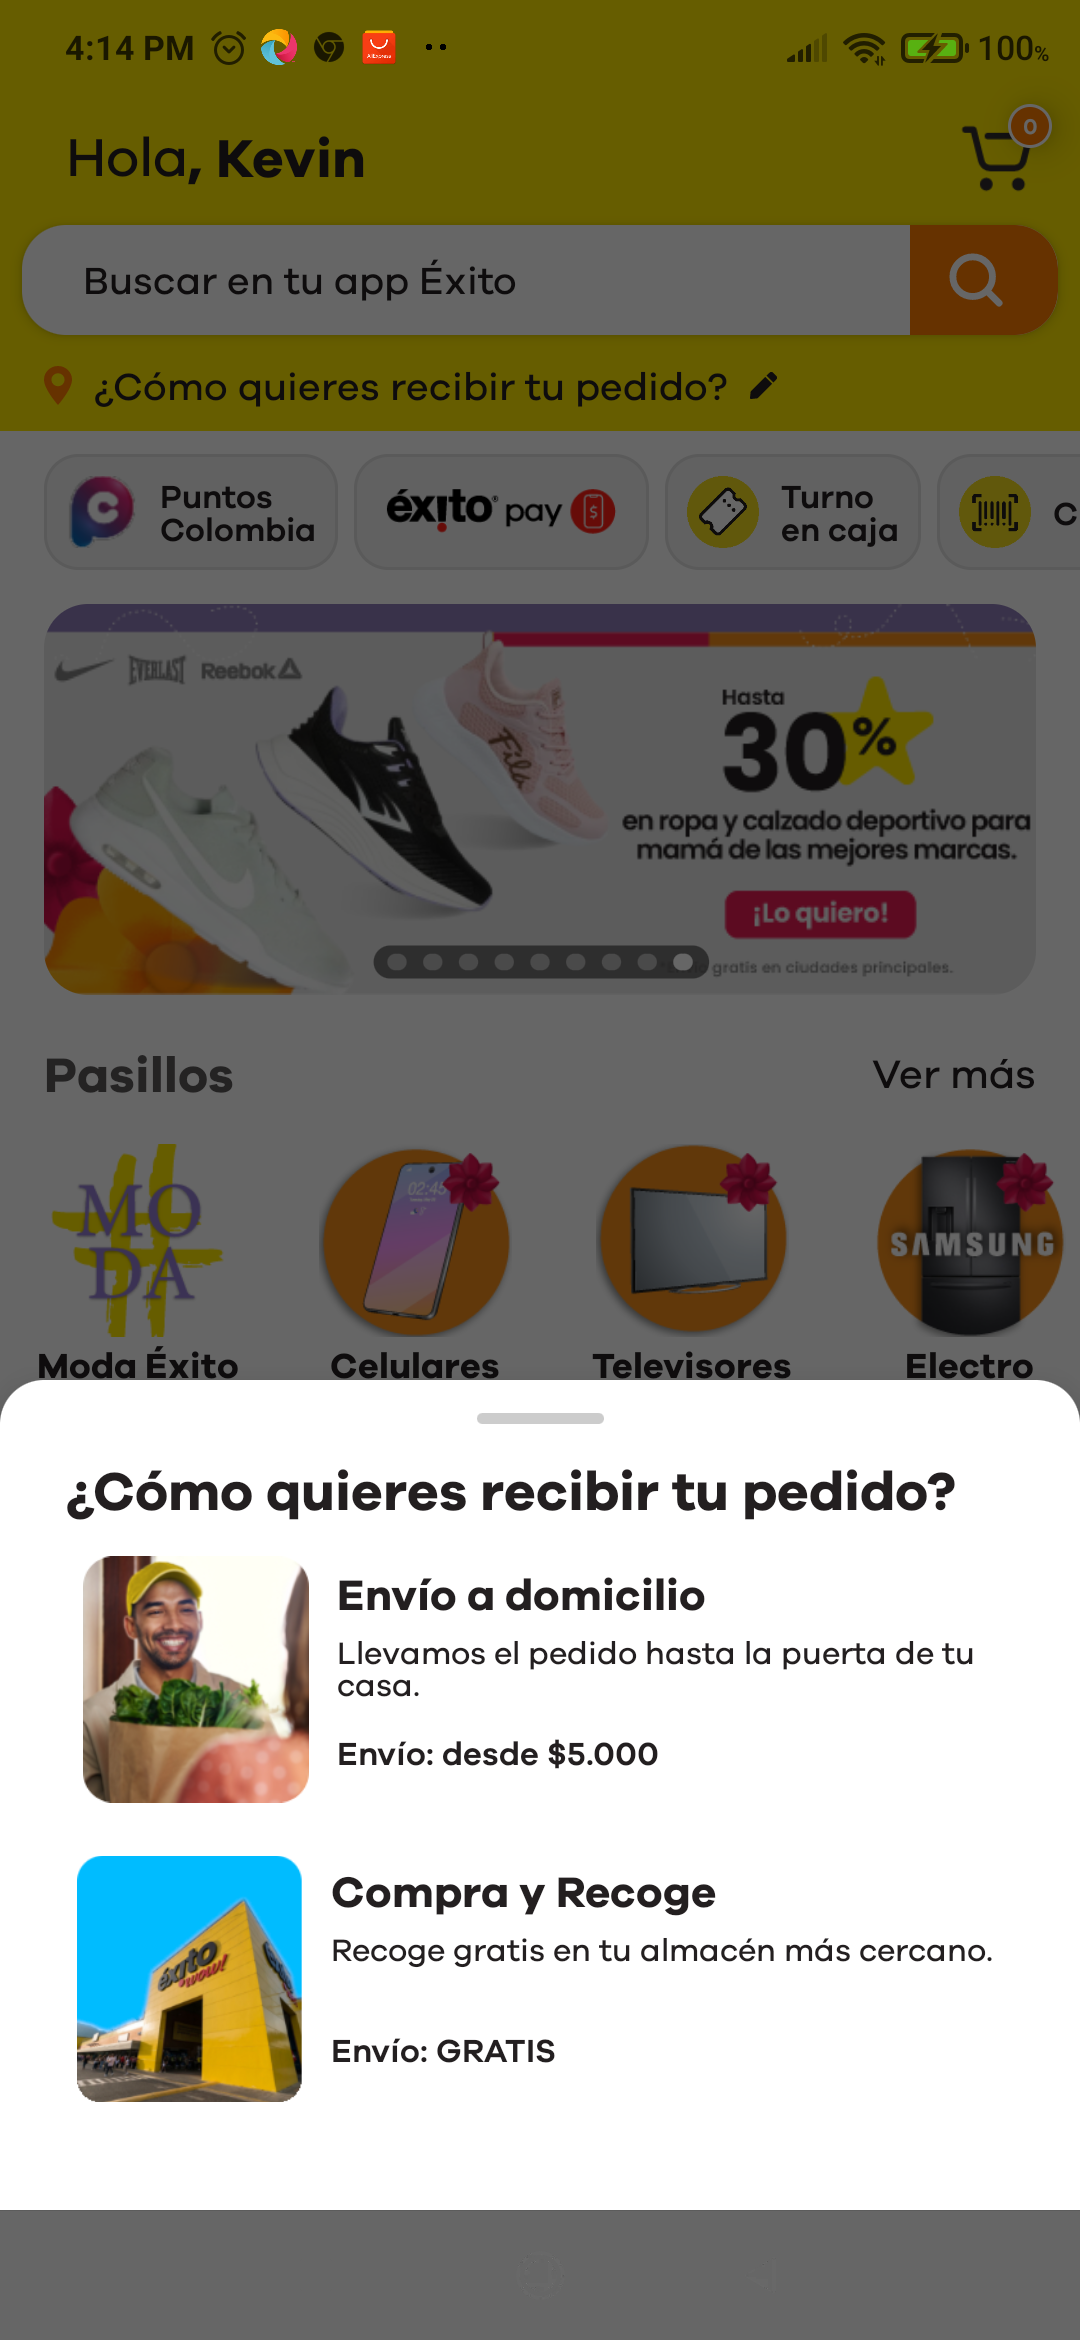 4:14 PM
100%
Hola, Kevin
0
Buscar en tu app Éxito
¿Cómo quieres recibir tu pedido?
Puntos
Colombia
éxito pay
Turno
en caja
C
EVERLAST Reebok
Hasta
30%
en ropa y calzado deportivo para
mamá de las mejores marcas.
¡Lo quiero!
gratis en ciudades principales.
Fila
Pasillos
Ver más
MO
DA
02:45
SAMSUNG
Moda Éxito
Celulares
Televisores
Electro
¿Cómo quieres recibir tu pedido?
Envío a domicilio
Llevamos el pedido hasta la puerta de tu
casa.
Envío: desde $5.000
éxito
wow!
Compra y Recoge
Recoge gratis en tu almacén más cercano.
Envío: GRATIS